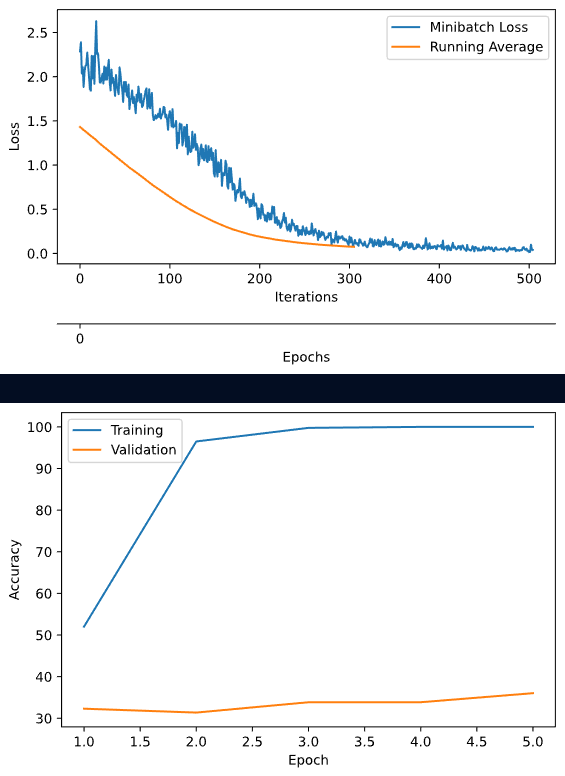 Minibatch Loss
Running Average
Loss
2.5
2.0
1.5
1.0
0.5
0.0
0 100 200 300 400 500
Iterations
0
Epochs
Training
Validation
Accuracy
100
90
80
70
60
50
40
30
1.0 1.5 2.0 2.5 3.0 3.5 4.0 4.5 5.0
Epoch